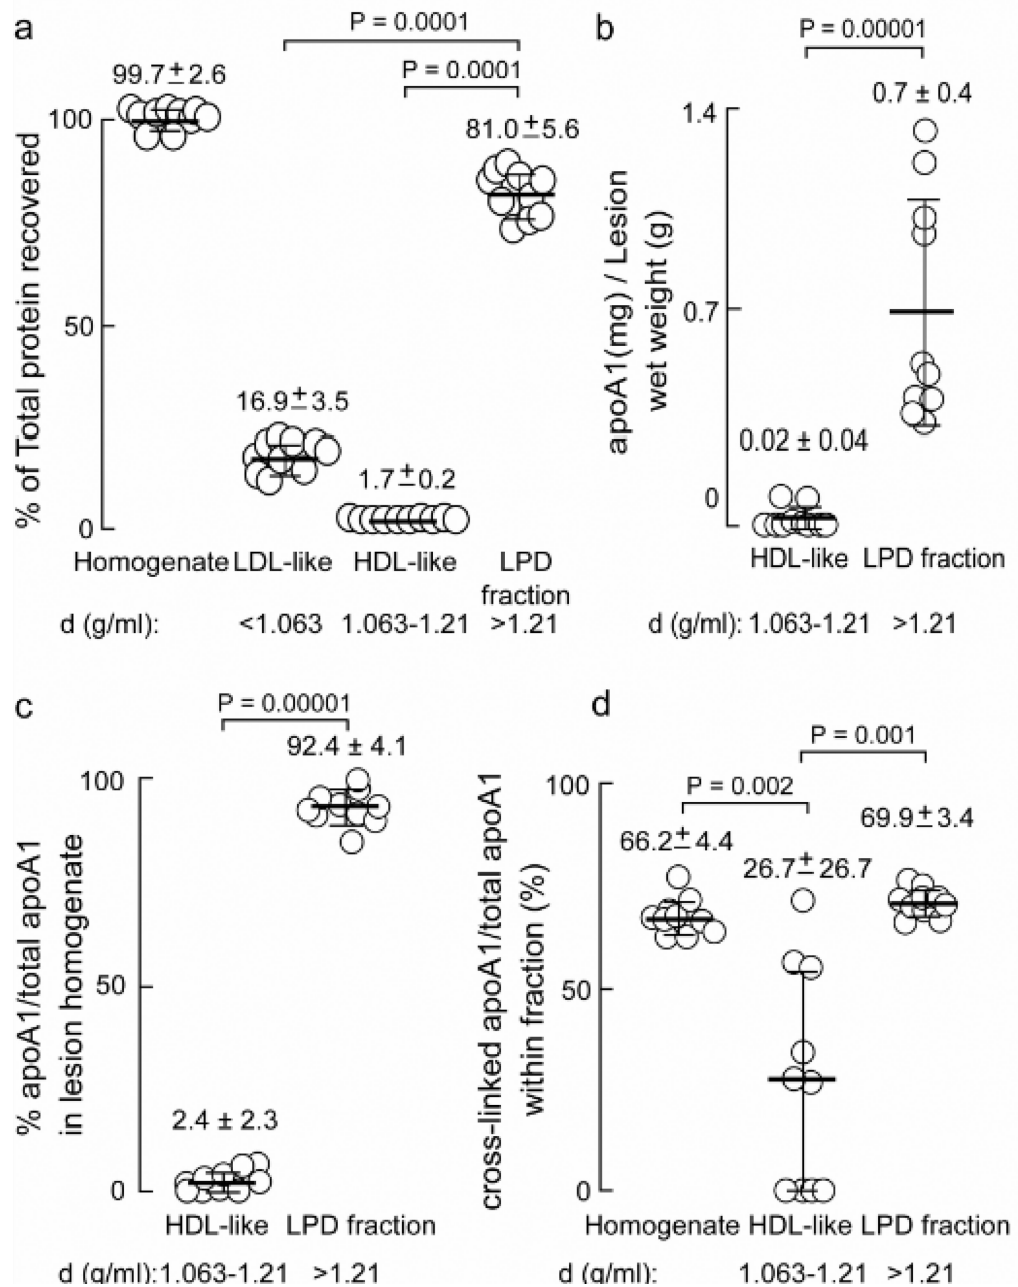 a
P = 0.0001
P = 0.0001
99.7 ± 2.6
81.0 ± 5.6
16.9 ± 3.5
1.7 ± 0.2
% of Total protein recovered
100
50
0
Homogenate LDL-like HDL-like LPD fraction
d (g/ml): <1.063 1.063-1.21 >1.21
b
P = 0.00001
0.7 ± 0.4
0.02 ± 0.04
apoA1(mg) / Lesion
wet weight (g)
1.4
0.7
0
HDL-like LPD fraction
d (g/ml): 1.063-1.21 >1.21
c
P = 0.00001
92.4 ± 4.1
2.4 ± 2.3
% apoA1/total apoA1
in lesion homogenate
100
50
0
HDL-like LPD fraction
d (g/ml): 1.063-1.21 >1.21
d
P = 0.001
P = 0.002
66.2 ± 4.4
26.7 ± 26.7
69.9 ± 3.4
cross-linked apoA1/total apoA1
within fraction (%)
100
50
0
Homogenate HDL-like LPD fraction
d (g/ml): 1.063-1.21 >1.21